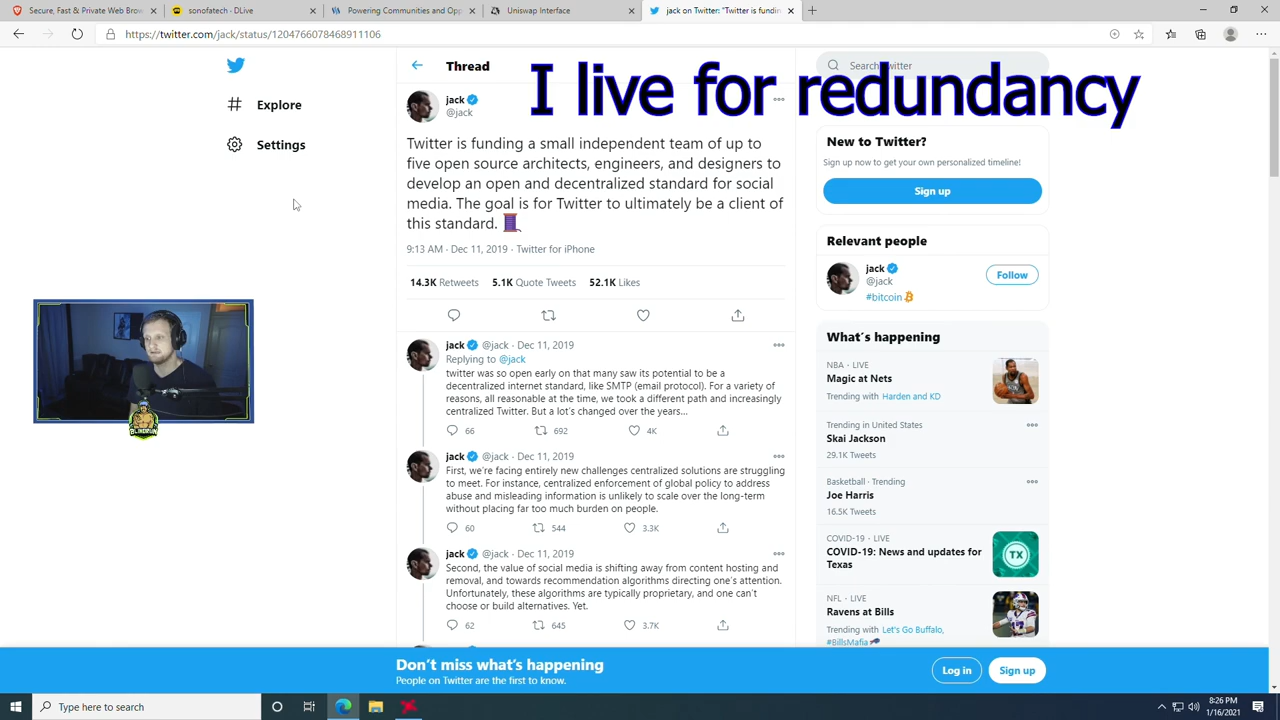 Secure, Fast & Private Web Brow
sonofatech - DLive
Powering Communities and Opp
Uniswap Interface
jack on Twitter: "Twitter is fundin
https://twitter.com/jack/status/1204766078468911106
I live for redundancy
Explore
Settings
Thread
jack
@jack
Twitter is funding a small independent team of up to
five open source architects, engineers, and designers to
develop an open and decentralized standard for social
media. The goal is for Twitter to ultimately be a client of
this standard.
9:13 AM · Dec 11, 2019 · Twitter for iPhone
14.3K Retweets 5.1K Quote Tweets 52.1K Likes
jack @jack · Dec 11, 2019
Replying to @jack
twitter was so open early on that many saw its potential to be a
decentralized internet standard, like SMTP (email protocol). For a variety of
reasons, all reasonable at the time, we took a different path and increasingly
centralized Twitter. But a lot's changed over the years…
66 692 4K
jack @jack · Dec 11, 2019
First, we're facing entirely new challenges centralized solutions are struggling
to meet. For instance, centralized enforcement of global policy to address
abuse and misleading information is unlikely to scale over the long-term
without placing far too much burden on people.
60 544 3.3K
jack @jack · Dec 11, 2019
Second, the value of social media is shifting away from content hosting and
removal, and towards recommendation algorithms directing one's attention.
Unfortunately, these algorithms are typically proprietary, and one can't
choose or build alternatives. Yet.
62 645 3.7K
Search Twitter
New to Twitter?
Sign up now to get your own personalized timeline!
Sign up
Relevant people
jack
@jack
Follow
#bitcoin
What's happening
NBA · LIVE
Magic at Nets
Trending with Harden and KD
Trending in United States
Skai Jackson
29.1K Tweets
Basketball · Trending
Joe Harris
16.5K Tweets
COVID-19 · LIVE
COVID-19: News and updates for
Texas
TX
NFL · LIVE
Ravens at Bills
Trending with Let's Go Buffalo,
#BillsMafia
BLINDRUN
Don't miss what's happening
People on Twitter are the first to know.
Log in
Sign up
Type here to search
8:26 PM
1/16/2021